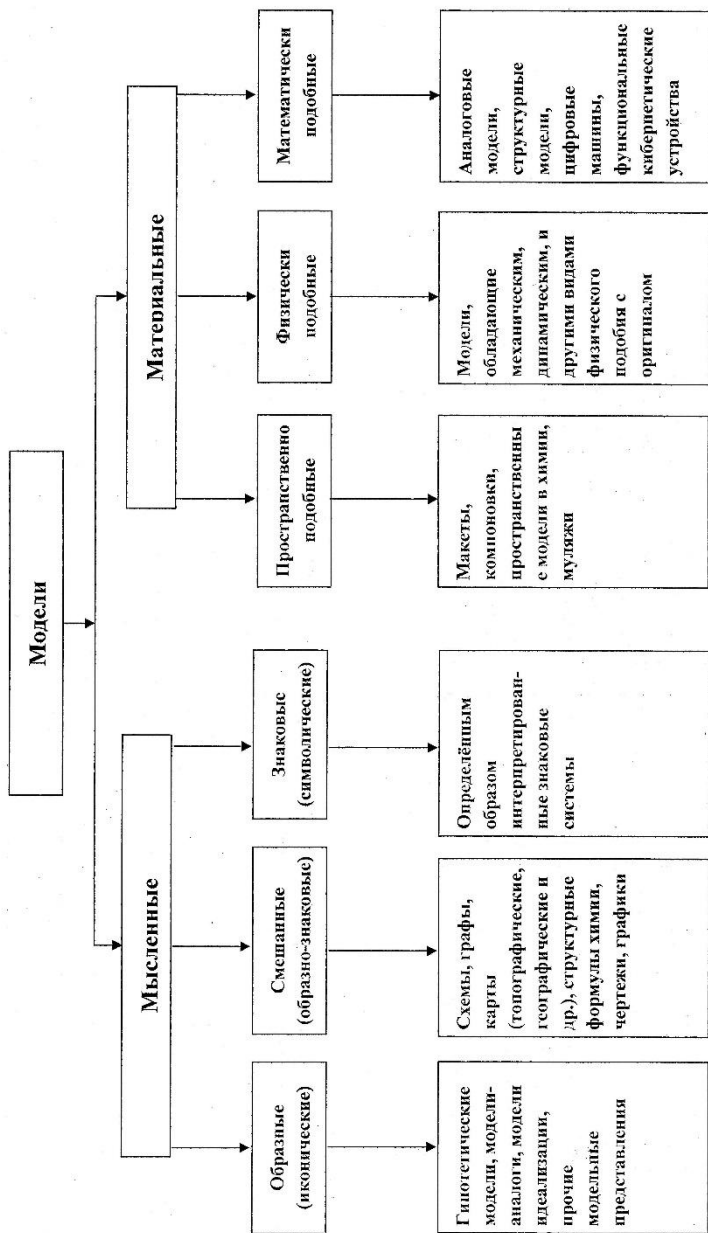 Модели
Мысленные
Материальные
Образные
(иконические)
Смешанные
(образно-знаковые)
Знаковые
(символические)
Пространственно
подобные
Физически
подобные
Математически
подобные
Гипотетические
модели, модели-
аналоги, модели
идеализации,
прочие
модельные
представления
Схемы, графы,
карты
(топографические,
географические и
др.), структурные
формулы химии,
чертежи, графики
Определённым
образом
интерпретирован-
ные знаковые
системы
Макеты,
компоновки,
пространственны
е модели в химии,
муляжи
Модели,
обладающие
механическим,
динамическим, и
другими видами
физического
подобия с
оригиналом
Аналоговые
модели,
структурные
модели,
цифровые
машины,
функциональные
кибернетические
устройства